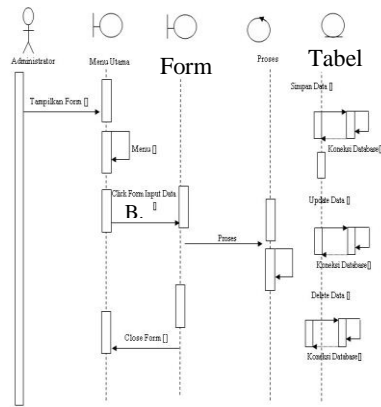 Administrator
Menu Utama
Form
Proses
Tabel
Simpan Data []
Tampilkan Form []
Koneksi Database[]
Menu []
Click Form Input Data
[]
B.
Update Data []
Proses
Koneksi Database[]
Delete Data []
Close Form []
Koneksi Database[]